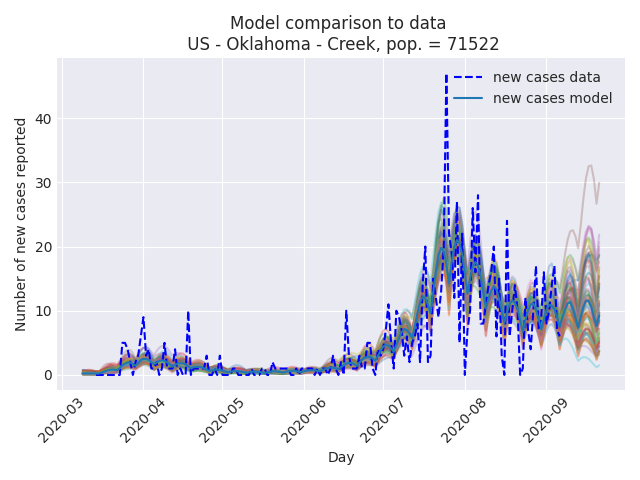 Model comparison to data
US - Oklahoma - Creek, pop. = 71522
new cases data
new cases model
Number of new cases reported
40
30
20
10
0
2020-03
2020-04
2020-05
2020-06
2020-07
2020-08
2020-09
Day